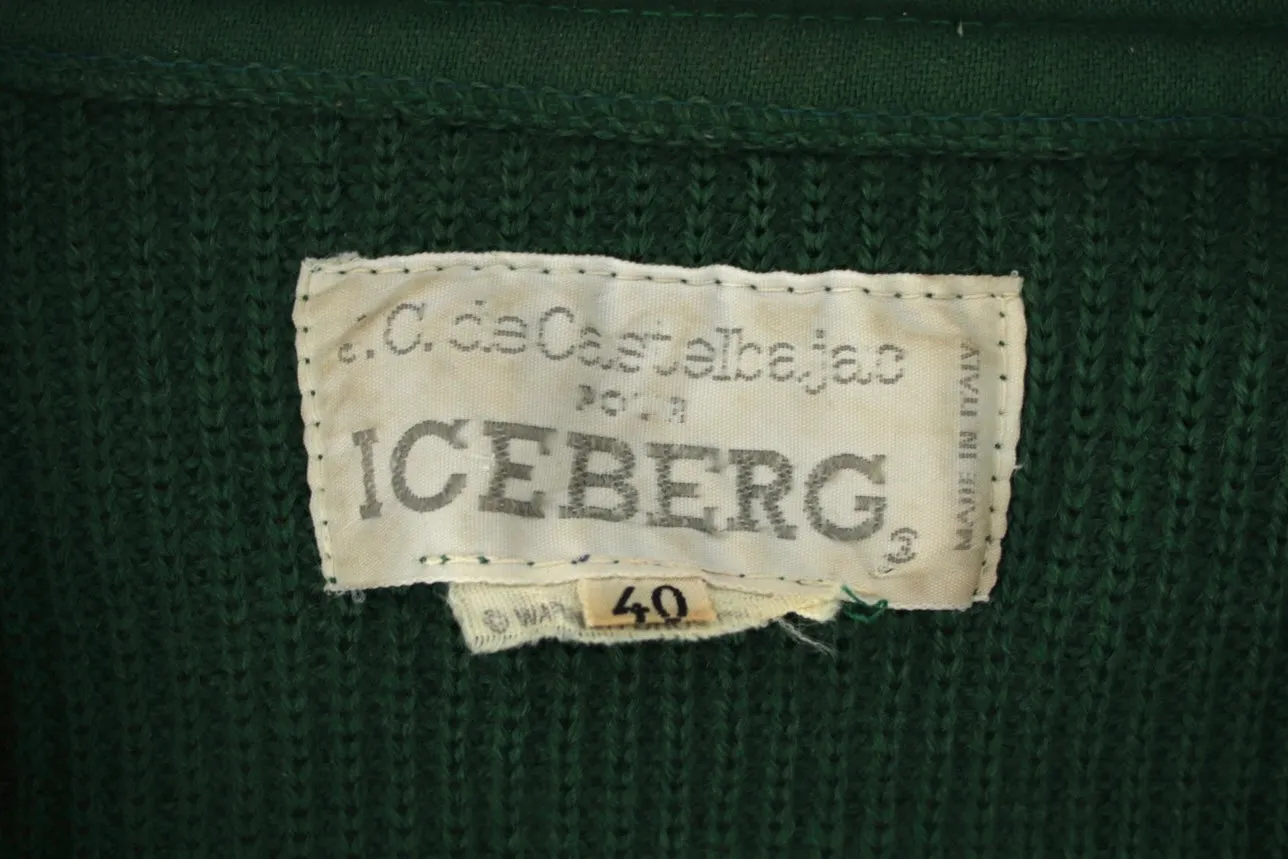 J.C. de Castelbajac
POUR
ICEBERG
MADE IN ITALY
40